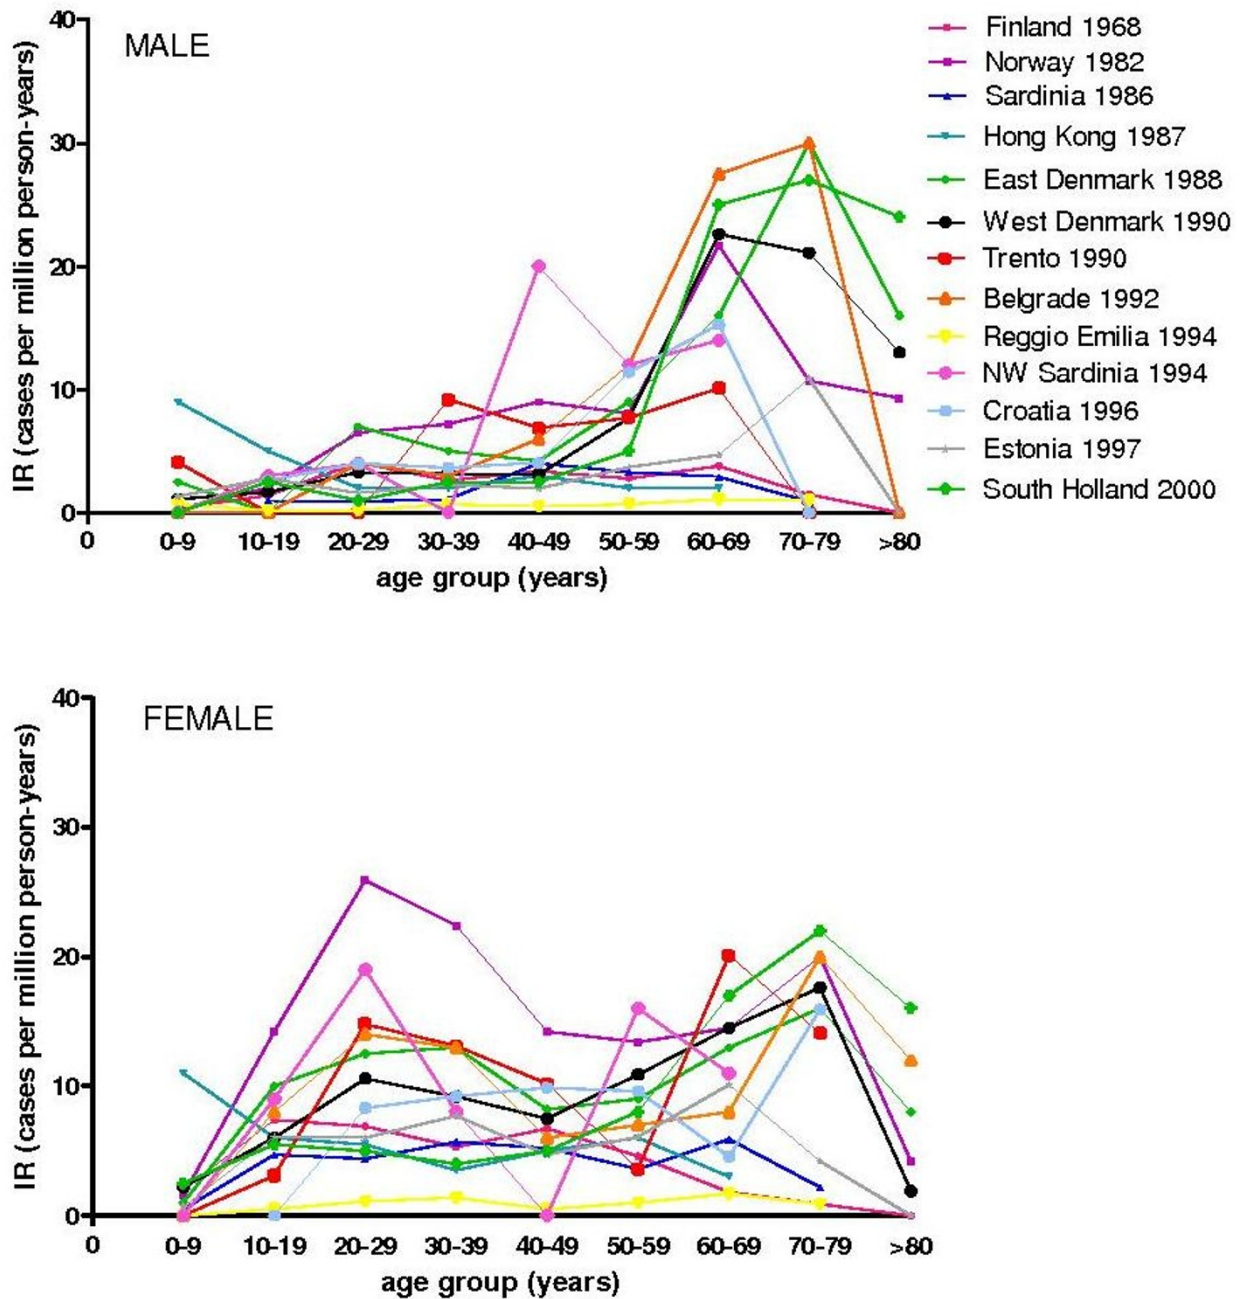 MALE
IR (cases per million person-years)
40
30
20
10
0
0 0-9 10-19 20-29 30-39 40-49 50-59 60-69 70-79 >80
age group (years)
Finland 1968
Norway 1982
Sardinia 1986
Hong Kong 1987
East Denmark 1988
West Denmark 1990
Trento 1990
Belgrade 1992
Reggio Emilia 1994
NW Sardinia 1994
Croatia 1996
Estonia 1997
South Holland 2000
FEMALE
IR (cases per million person-years)
40
30
20
10
0
0 0-9 10-19 20-29 30-39 40-49 50-59 60-69 70-79 >80
age group (years)